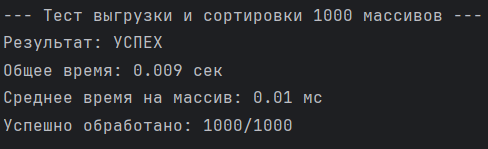 --- Тест выгрузки и сортировки 1000 массивов ---
Результат: УСПЕХ
Общее время: 0.009 сек
Среднее время на массив: 0.01 мс
Успешно обработано: 1000/1000